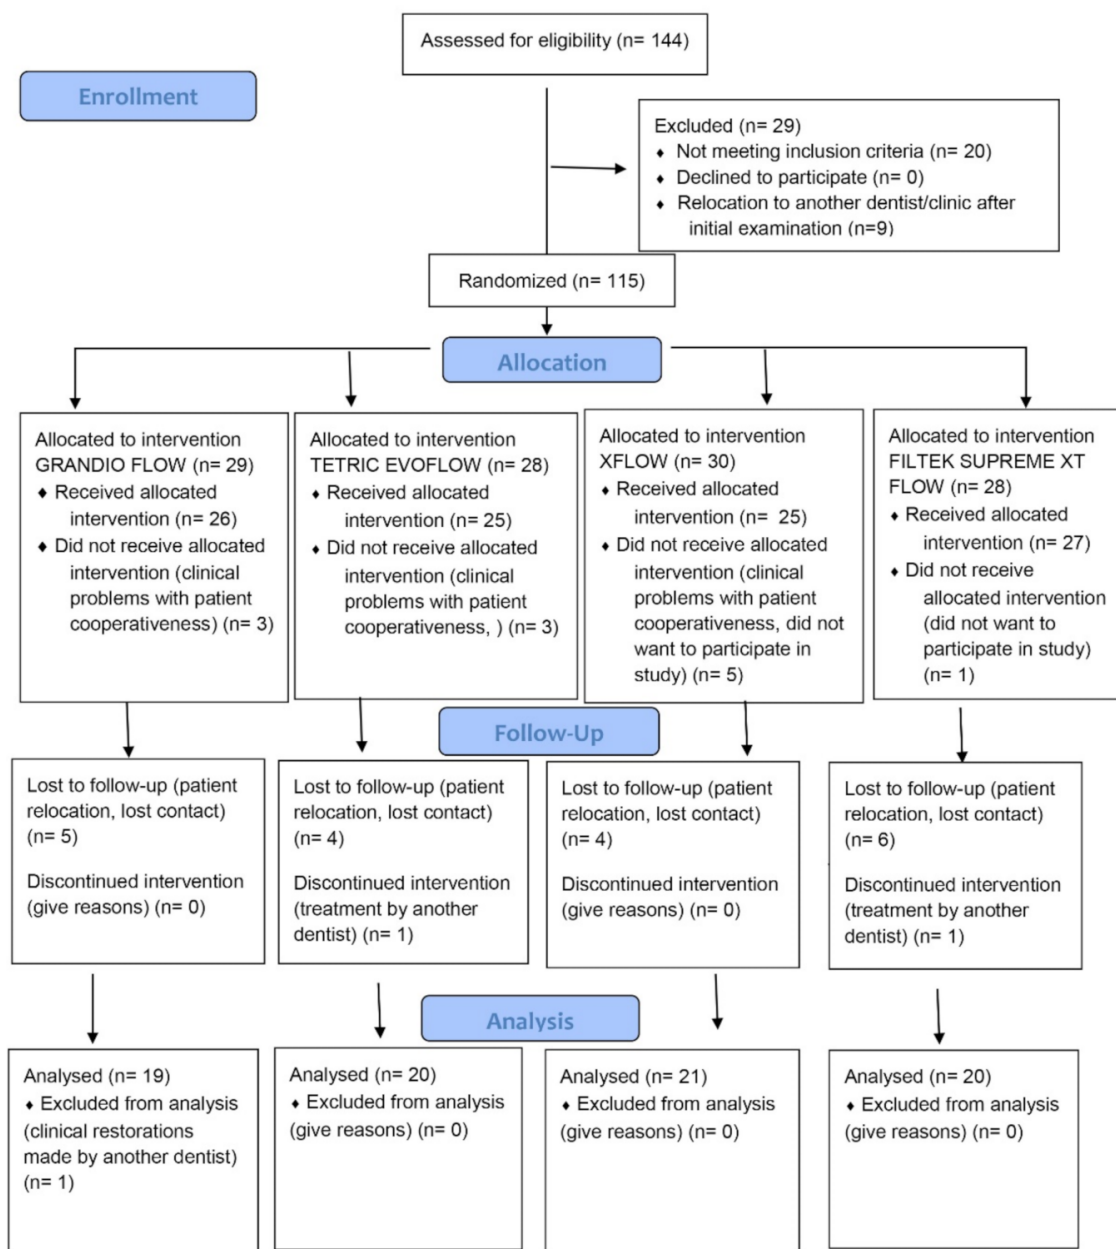 Assessed for eligibility (n= 144)
Enrollment
Excluded (n= 29)
♦ Not meeting inclusion criteria (n= 20)
♦ Declined to participate (n= 0)
♦ Relocation to another dentist/clinic after
initial examination (n=9)
Randomized (n= 115)
Allocation
Allocated to intervention
GRANDIO FLOW (n= 29)
♦ Received allocated
intervention (n= 26)
♦ Did not receive allocated
intervention (clinical
problems with patient
cooperativeness) (n= 3)
Allocated to intervention
TETRIC EVOFLOW (n= 28)
♦ Received allocated
intervention (n= 25)
♦ Did not receive allocated
intervention (clinical
problems with patient
cooperativeness, ) (n= 3)
Allocated to intervention
XFLOW (n= 30)
♦ Received allocated
intervention (n=  25)
♦ Did not receive allocated
intervention (clinical
problems with patient
cooperativeness, did not
want to participate in
study) (n= 5)
Allocated to intervention
FILTEK SUPREME XT
FLOW (n= 28)
♦ Received allocated
intervention (n= 27)
♦ Did not receive
allocated intervention
(did not want to
participate in study)
(n= 1)
Follow-Up
Lost to follow-up (patient
relocation, lost contact)
(n= 5)
Discontinued intervention
(give reasons) (n= 0)
Lost to follow-up (patient
relocation, lost contact)
(n= 4)
Discontinued intervention
(treatment by another
dentist) (n= 1)
Lost to follow-up (patient
relocation, lost contact)
(n= 4)
Discontinued intervention
(give reasons) (n= 0)
Lost to follow-up (patient
relocation, lost contact)
(n= 6)
Discontinued intervention
(treatment by another
dentist) (n= 1)
Analysis
Analysed (n= 19)
♦ Excluded from analysis
(clinical restorations
made by another dentist)
(n= 1)
Analysed (n= 20)
♦ Excluded from analysis
(give reasons) (n= 0)
Analysed (n= 21)
♦ Excluded from analysis
(give reasons) (n= 0)
Analysed (n= 20)
♦ Excluded from analysis
(give reasons) (n= 0)